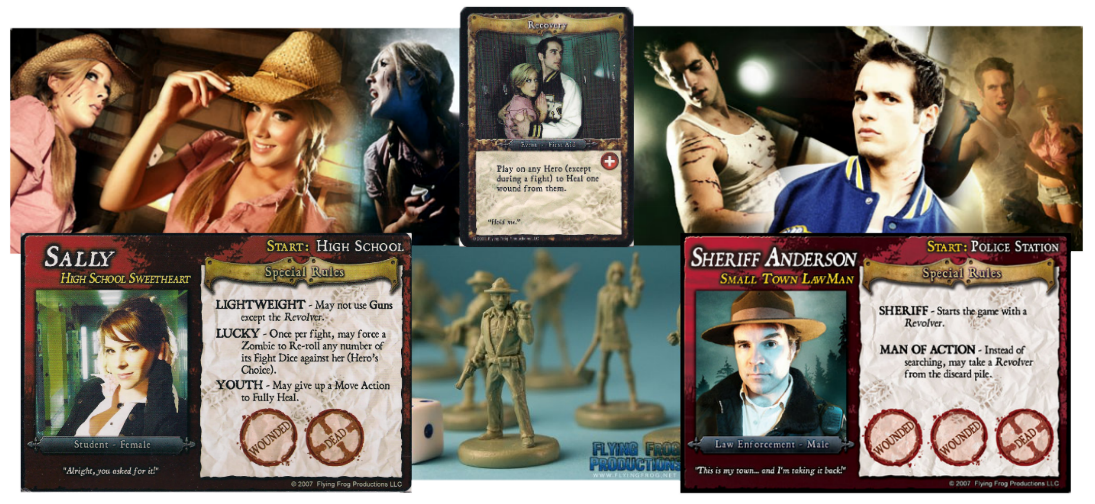 Recovery
Event - First Aid
Play on any Hero (except
during a fight) to Heal one
wound from them.
"Hold me."
SALLY
HIGH SCHOOL SWEETHEART
START: HIGH SCHOOL
Special Rules
LIGHTWEIGHT - May not use Guns
except the Revolver.
LUCKY - Once per fight, may force a
Zombie to Re-roll any number of
its Fight Dice against her (Hero's
Choice).
YOUTH - May give up a Move Action
to Fully Heal.
WOUNDED
DEAD
Student - Female
"Alright, you asked for it!"
© 2007 Flying Frog Productions LLC
FLYING FROG
PRODUCTIONS
WWW.FLYINGFROG.NET
SHERIFF ANDERSON
SMALL TOWN LAWMAN
START: POLICE STATION
Special Rules
SHERIFF - Starts the game with a
Revolver.
MAN OF ACTION - Instead of
searching, may take a Revolver
from the discard pile.
WOUNDED
WOUNDED
DEAD
Law Enforcement - Male
"This is my town... and I'm taking it back!"
© 2007 Flying Frog Productions LLC